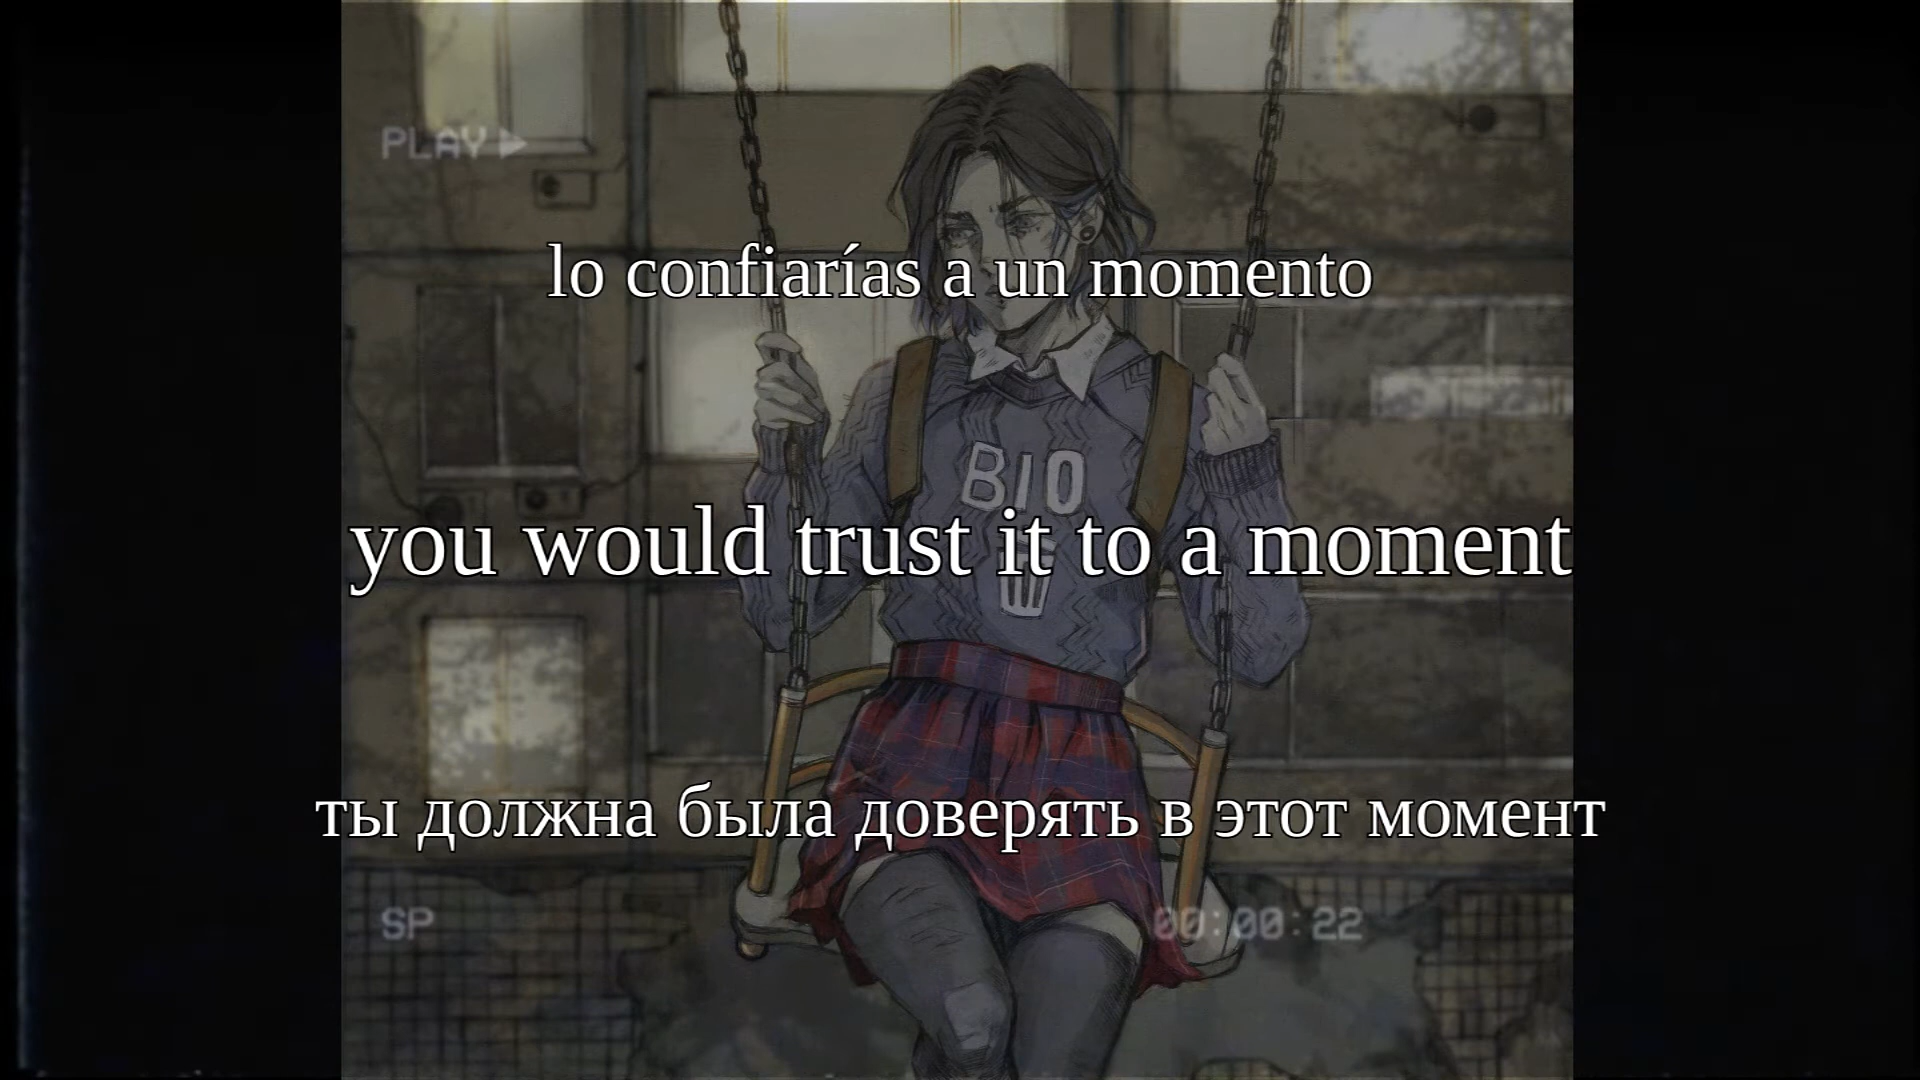 PLAY
lo confiarías a un momento
BIO
you would trust it to a moment
ты должна была доверять в этот момент
SP
00:00:22